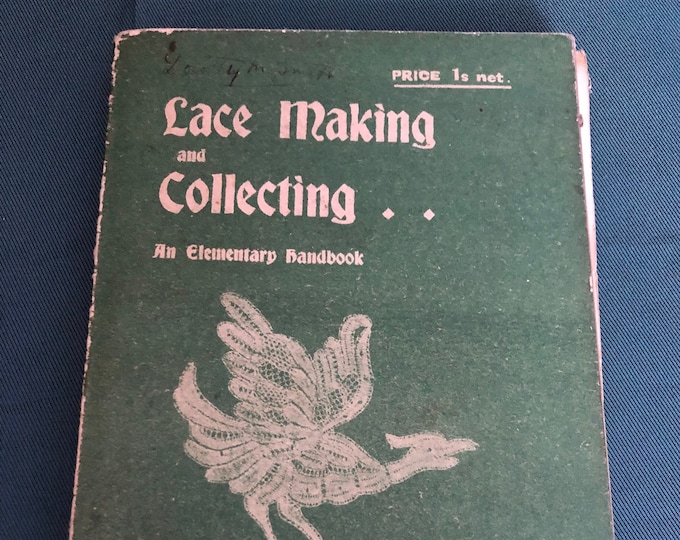 PRICE 1s net.
Lace Making
and
Collecting . .
An Elementary Handbook